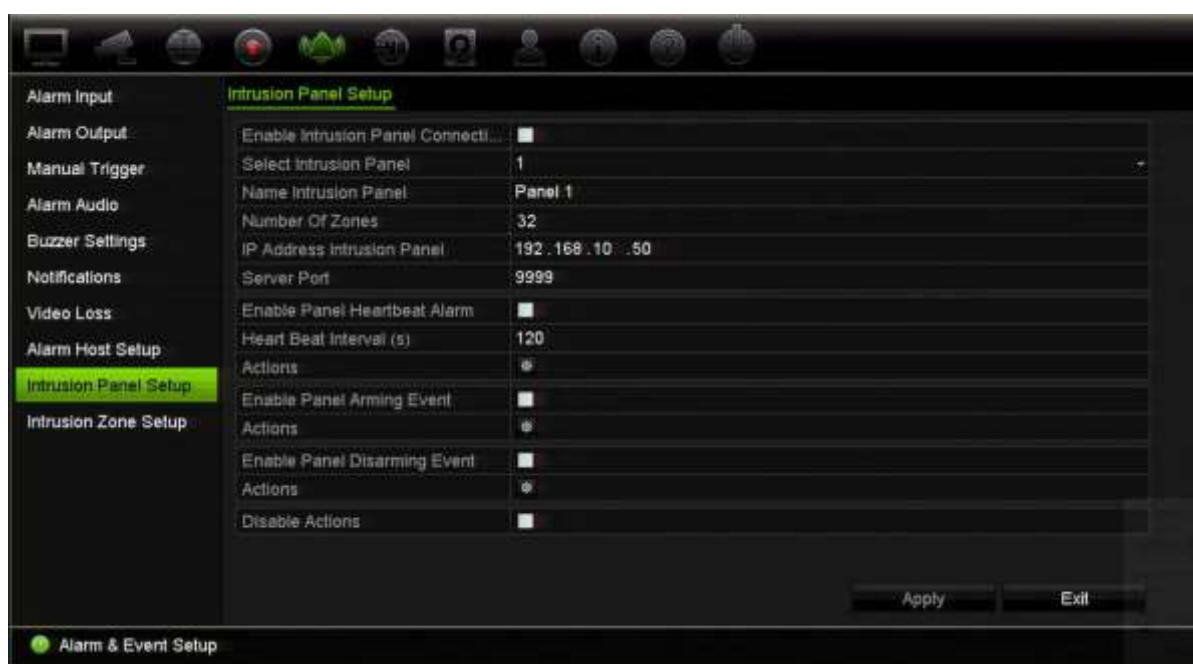 Alarm Input
Alarm Output
Manual Trigger
Alarm Audio
Buzzer Settings
Notifications
Video Loss
Alarm Host Setup
Intrusion Panel Setup
Intrusion Zone Setup
Intrusion Panel Setup
Enable Intrusion Panel Connecti...
Select Intrusion Panel 1
Name Intrusion Panel Panel 1
Number Of Zones 32
IP Address Intrusion Panel 192.168.10 .50
Server Port 9999
Enable Panel Heartbeat Alarm
Heart Beat Interval (s) 120
Actions
Enable Panel Arming Event
Actions
Enable Panel Disarming Event
Actions
Disable Actions
Apply Exit
Alarm & Event Setup